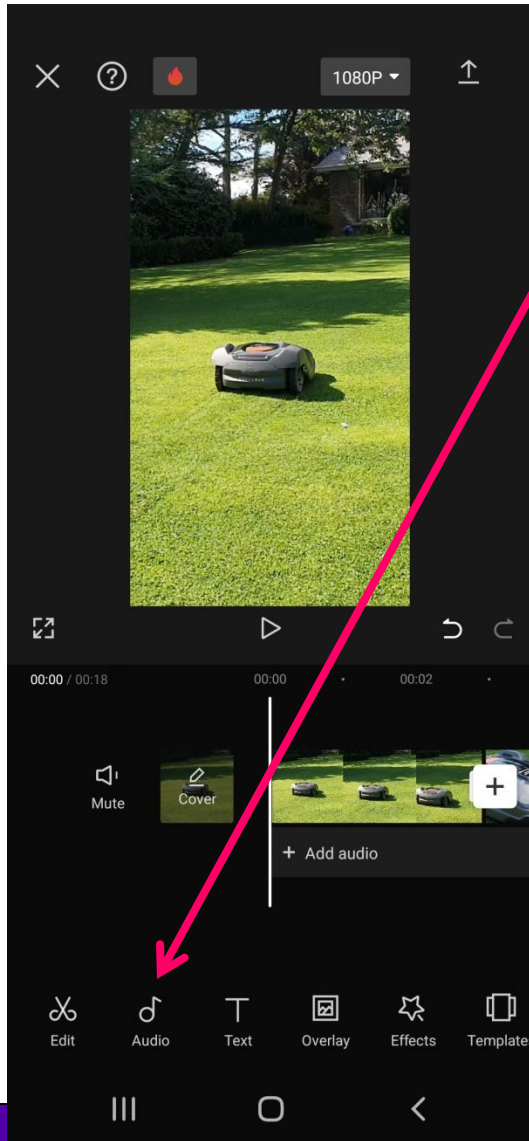 1080P
00:00 / 00:18
00:00
00:02
Mute
Cover
+ Add audio
Edit
Audio
Text
Overlay
Effects
Template